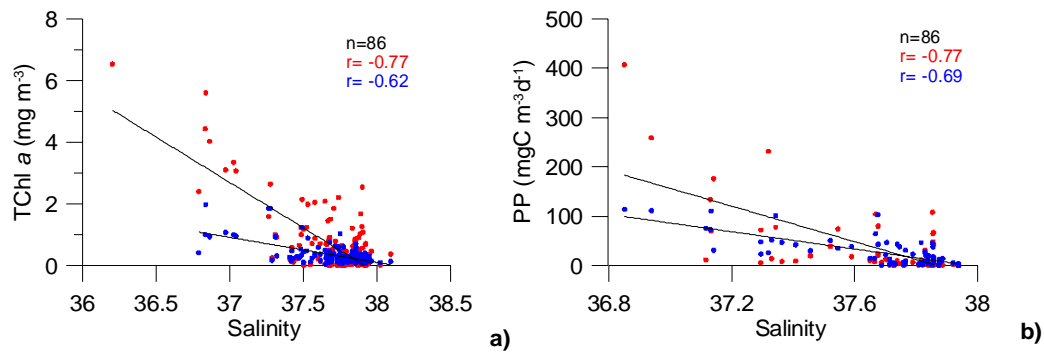 TChl a (mg m-3)
8
6
4
2
0
n=86
r= -0.77
r= -0.62
36
36.5
37
37.5
38
38.5
Salinity
a)
PP (mgC m-3d-1)
500
400
300
200
100
0
n=86
r= -0.77
r= -0.69
36.8
37.2
37.6
38
Salinity
b)